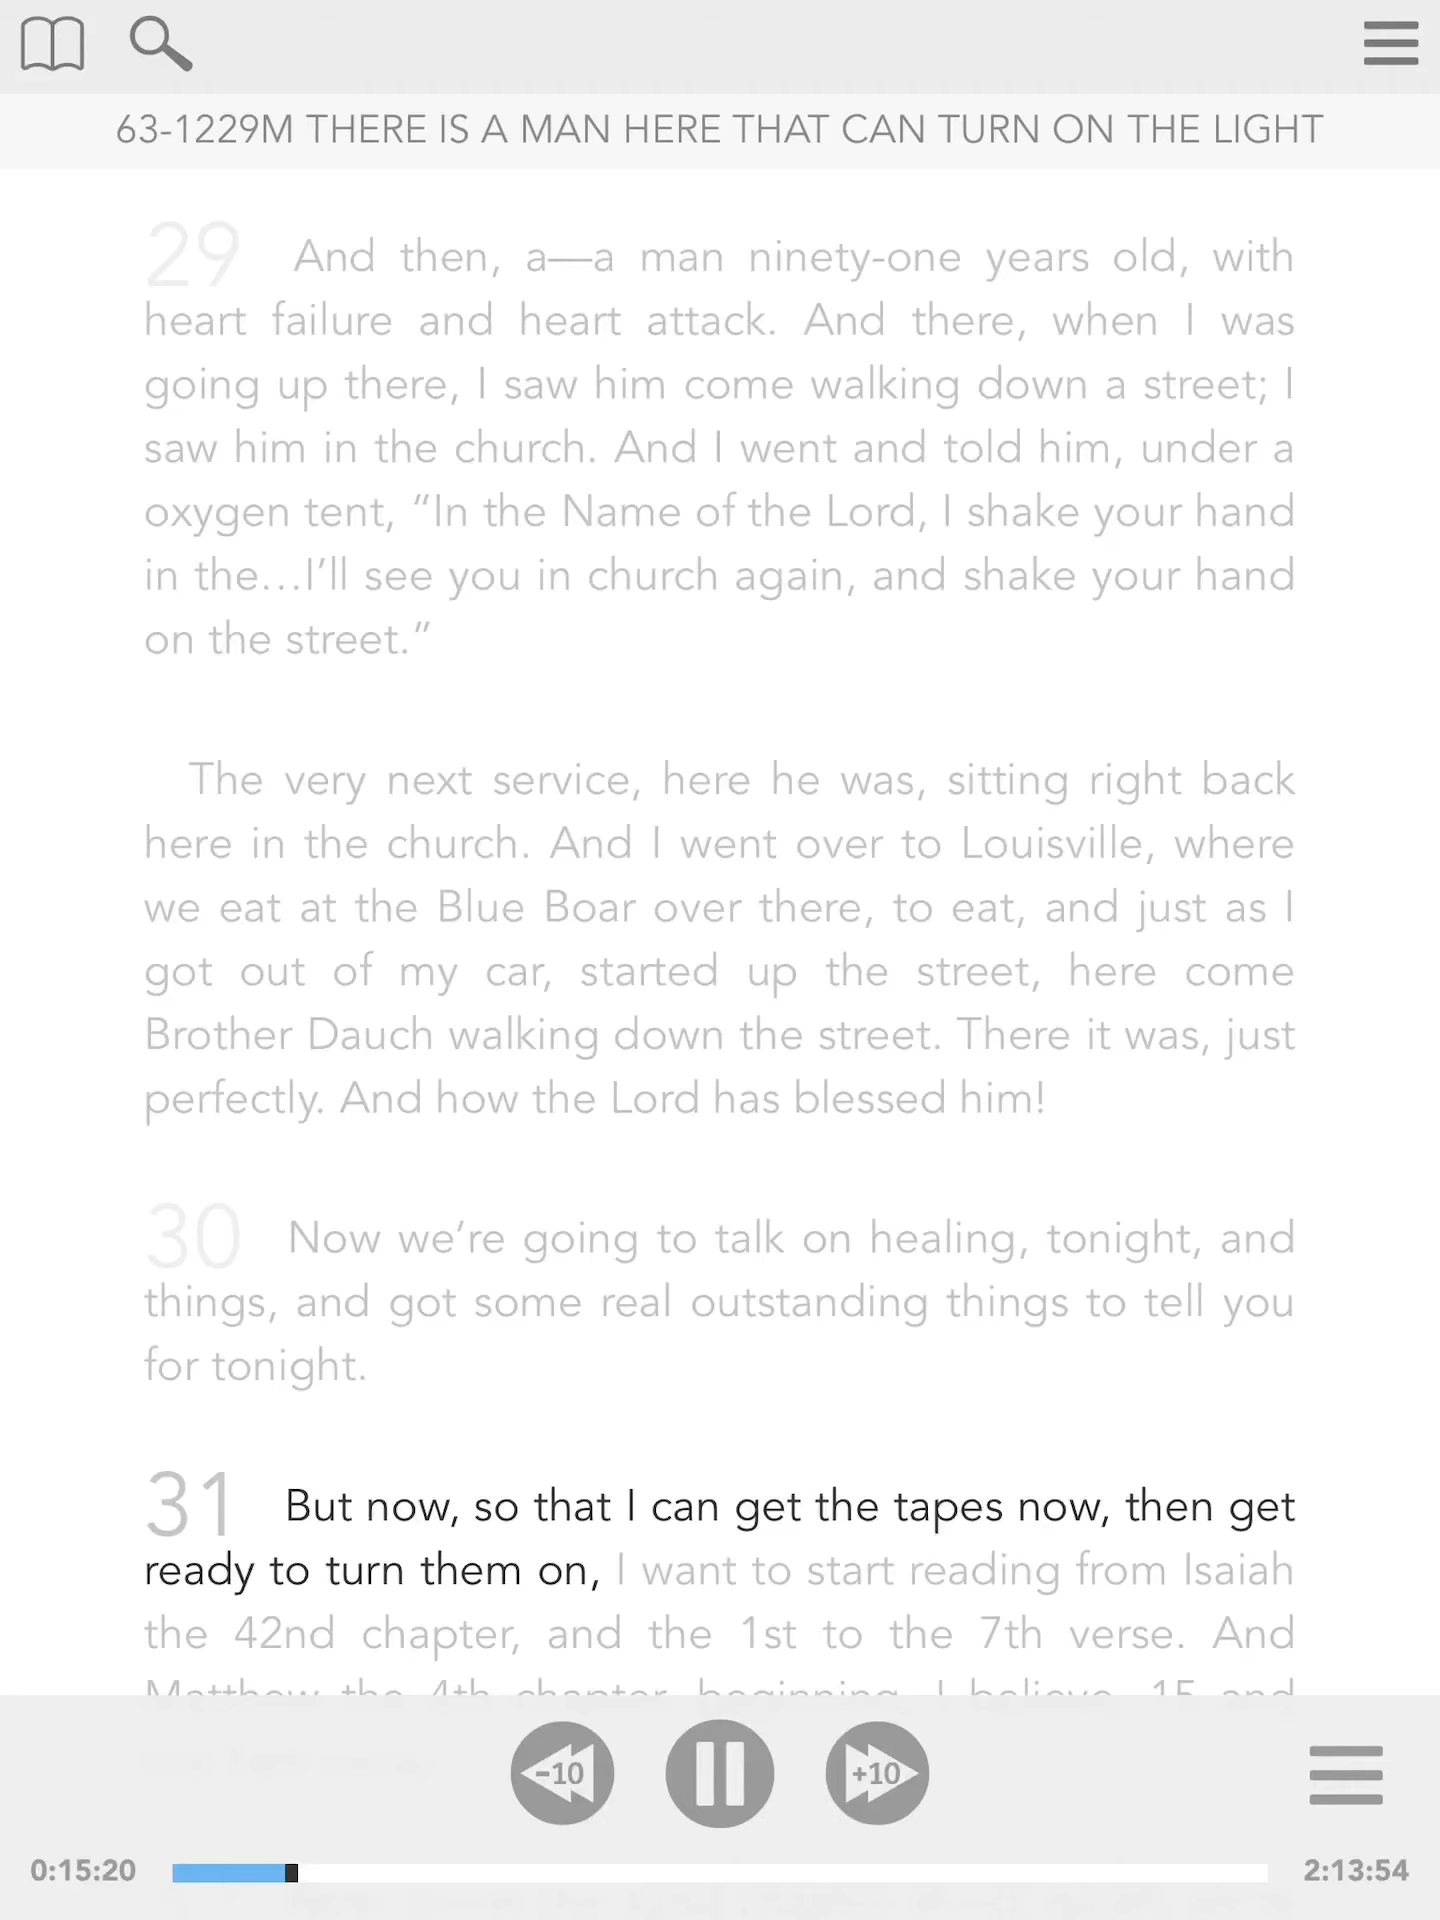 63-1229M THERE IS A MAN HERE THAT CAN TURN ON THE LIGHT
29 And then, a—a man ninety-one years old, with
heart failure and heart attack. And there, when I was
going up there, I saw him come walking down a street; I
saw him in the church. And I went and told him, under a
oxygen tent, “In the Name of the Lord, I shake your hand
in the…I’ll see you in church again, and shake your hand
on the street.”
The very next service, here he was, sitting right back
here in the church. And I went over to Louisville, where
we eat at the Blue Boar over there, to eat, and just as I
got out of my car, started up the street, here come
Brother Dauch walking down the street. There it was, just
perfectly. And how the Lord has blessed him!
30 Now we’re going to talk on healing, tonight, and
things, and got some real outstanding things to tell you
for tonight.
31 But now, so that I can get the tapes now, then get
ready to turn them on, I want to start reading from Isaiah
the 42nd chapter, and the 1st to the 7th verse. And
Matthew the 4th chapter, beginning, I believe, 15 and
-10 +10
0:15:20 2:13:54